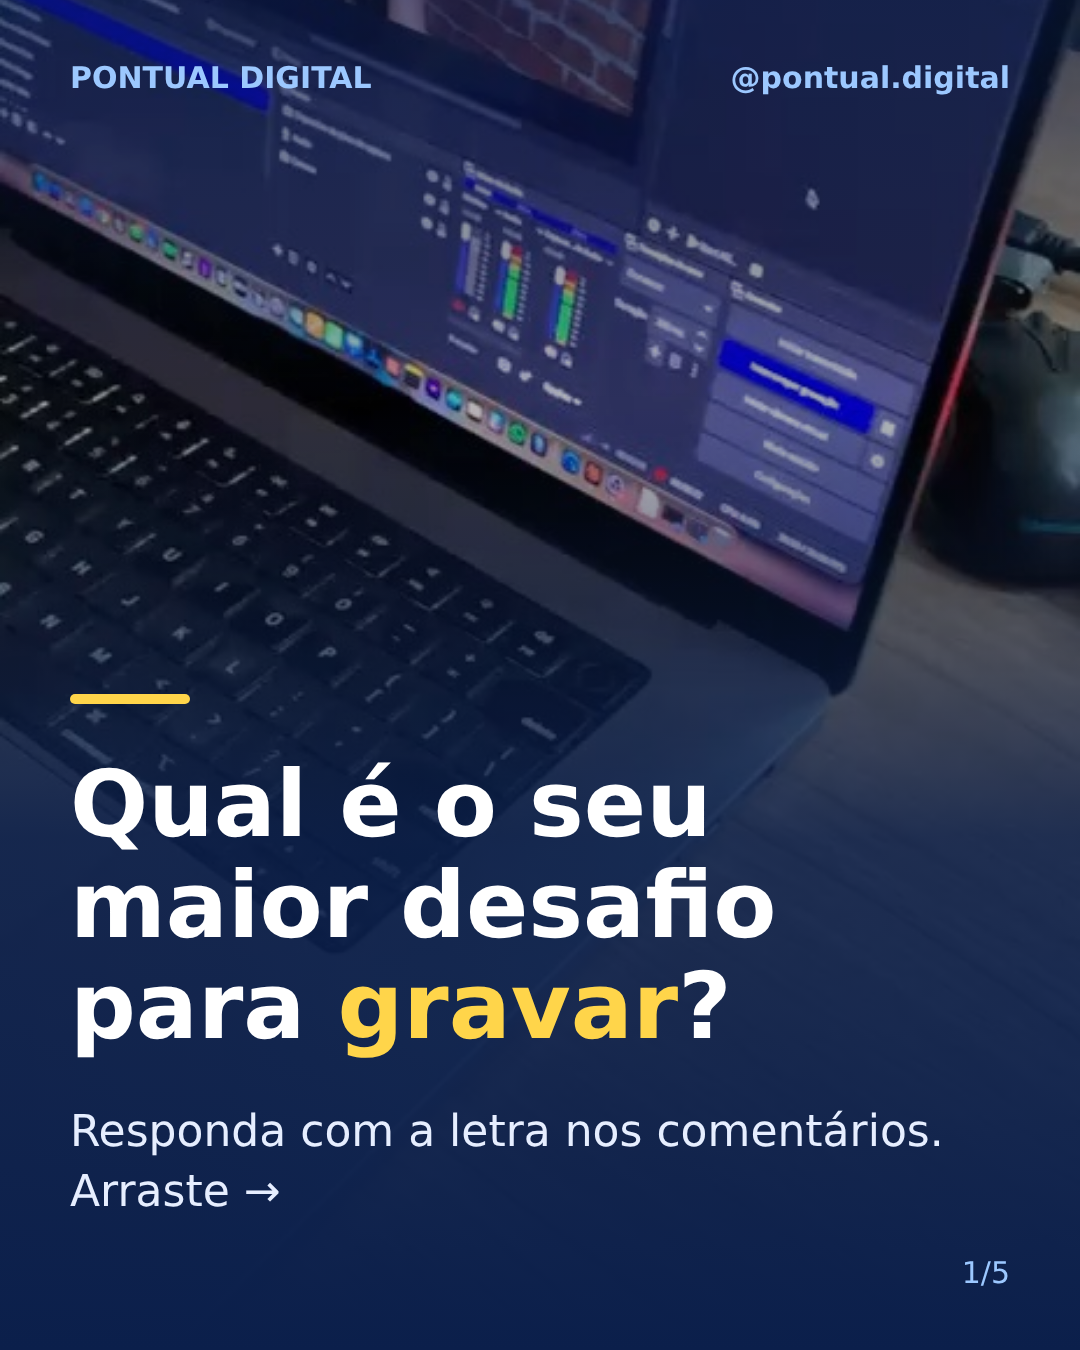 PONTUAL DIGITAL
@pontual.digital
Qual é o seu
maior desafio
para gravar?
Responda com a letra nos comentários.
Arraste →
1/5